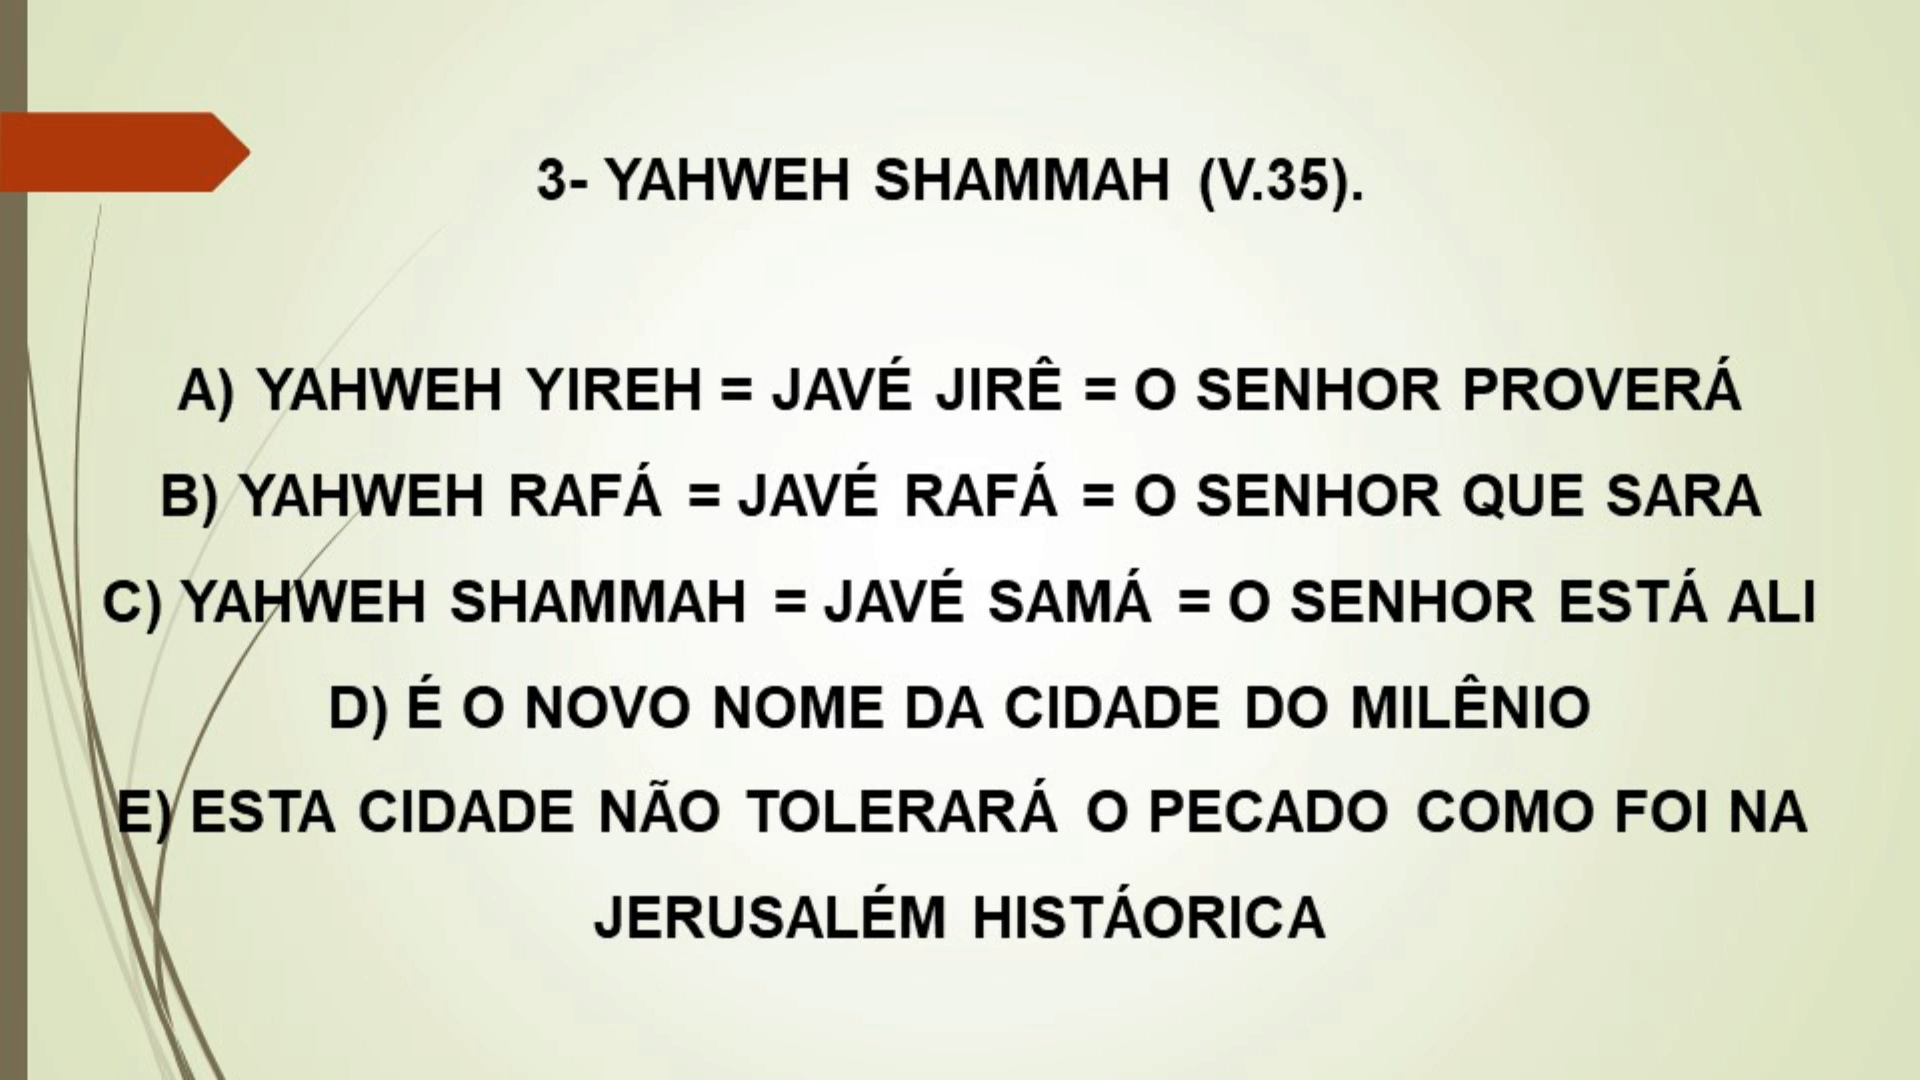 3- YAHWEH SHAMMAH (V.35).
A) YAHWEH YIREH = JAVÉ JIRÊ = O SENHOR PROVERÁ
B) YAHWEH RAFÁ = JAVÉ RAFÁ = O SENHOR QUE SARA
C) YAHWEH SHAMMAH = JAVÉ SAMÁ = O SENHOR ESTÁ ALI
D) É O NOVO NOME DA CIDADE DO MILÊNIO
E) ESTA CIDADE NÃO TOLERARÁ O PECADO COMO FOI NA
JERUSALÉM HISTÁORICA